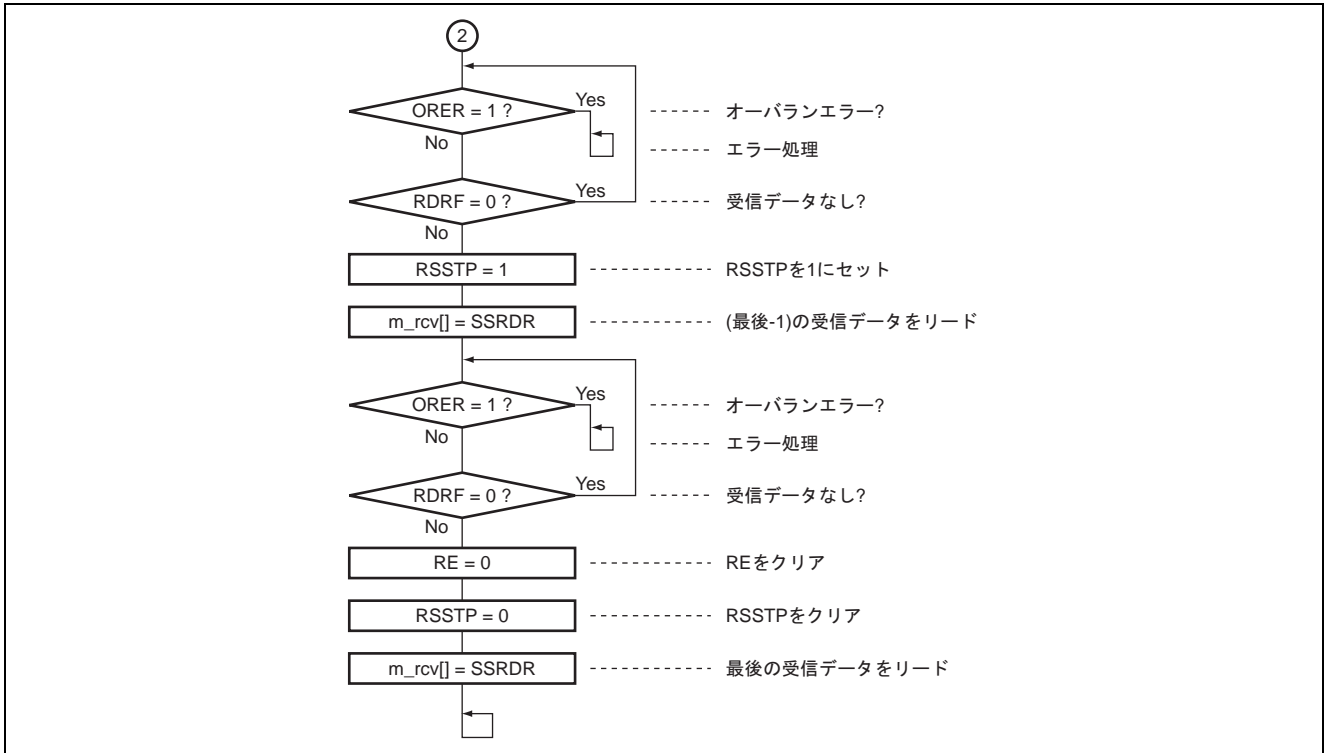 2
ORER = 1 ?
Yes
オーバランエラー?
No
エラー処理
RDRF = 0 ?
Yes
受信データなし?
No
RSSTP = 1
RSSTPを1にセット
m_rcv[] = SSRDR
(最後-1)の受信データをリード
ORER = 1 ?
Yes
オーバランエラー?
No
エラー処理
RDRF = 0 ?
Yes
受信データなし?
No
RE = 0
REをクリア
RSSTP = 0
RSSTPをクリア
m_rcv[] = SSRDR
最後の受信データをリード